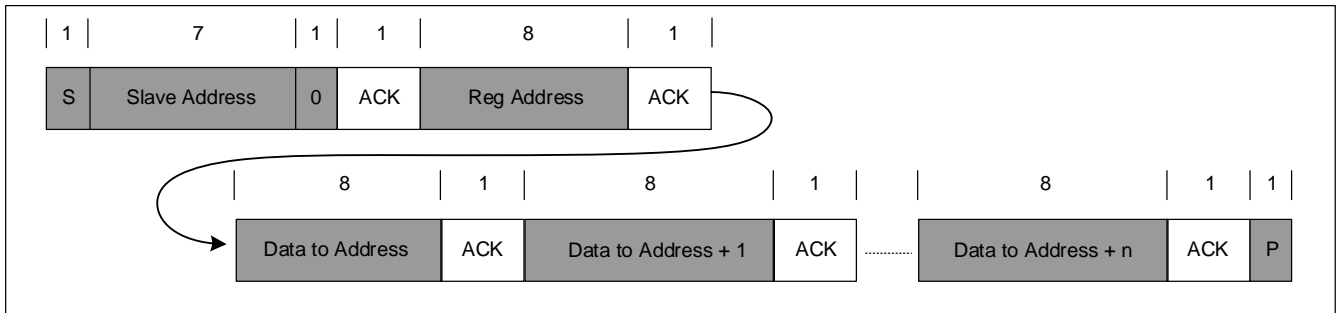 1 7 1 1 8 1
S Slave Address 0 ACK Reg Address ACK
8 1 8 1 8 1 1
Data to Address ACK Data to Address + 1 ACK Data to Address + n ACK P